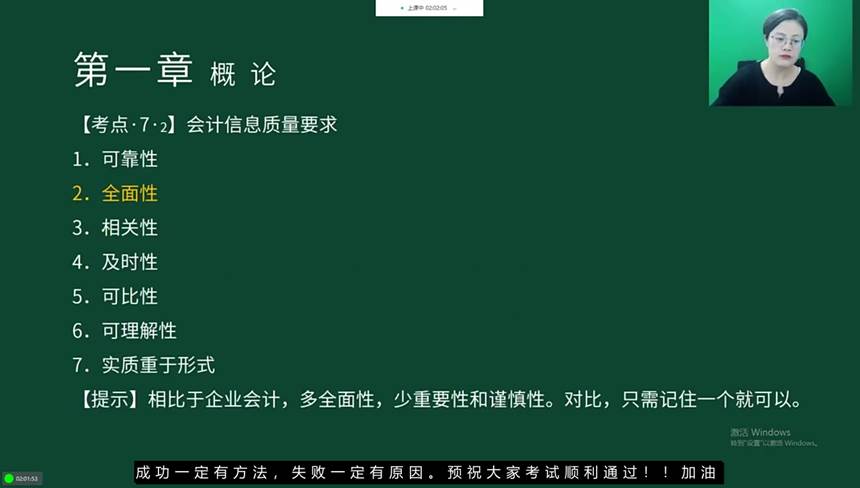 上课中 02:02:05
第一章 概 论
【考点·7·2】会计信息质量要求
1. 可靠性
2. 全面性
3. 相关性
4. 及时性
5. 可比性
6. 可理解性
7. 实质重于形式
【提示】相比于企业会计，多全面性，少重要性和谨慎性。对比，只需记住一个就可以。
激活 Windows
转到"设置"以激活 Windows。
成功一定有方法, 失败一定有原因。预祝大家考试顺利通过！！加油
02:01:53